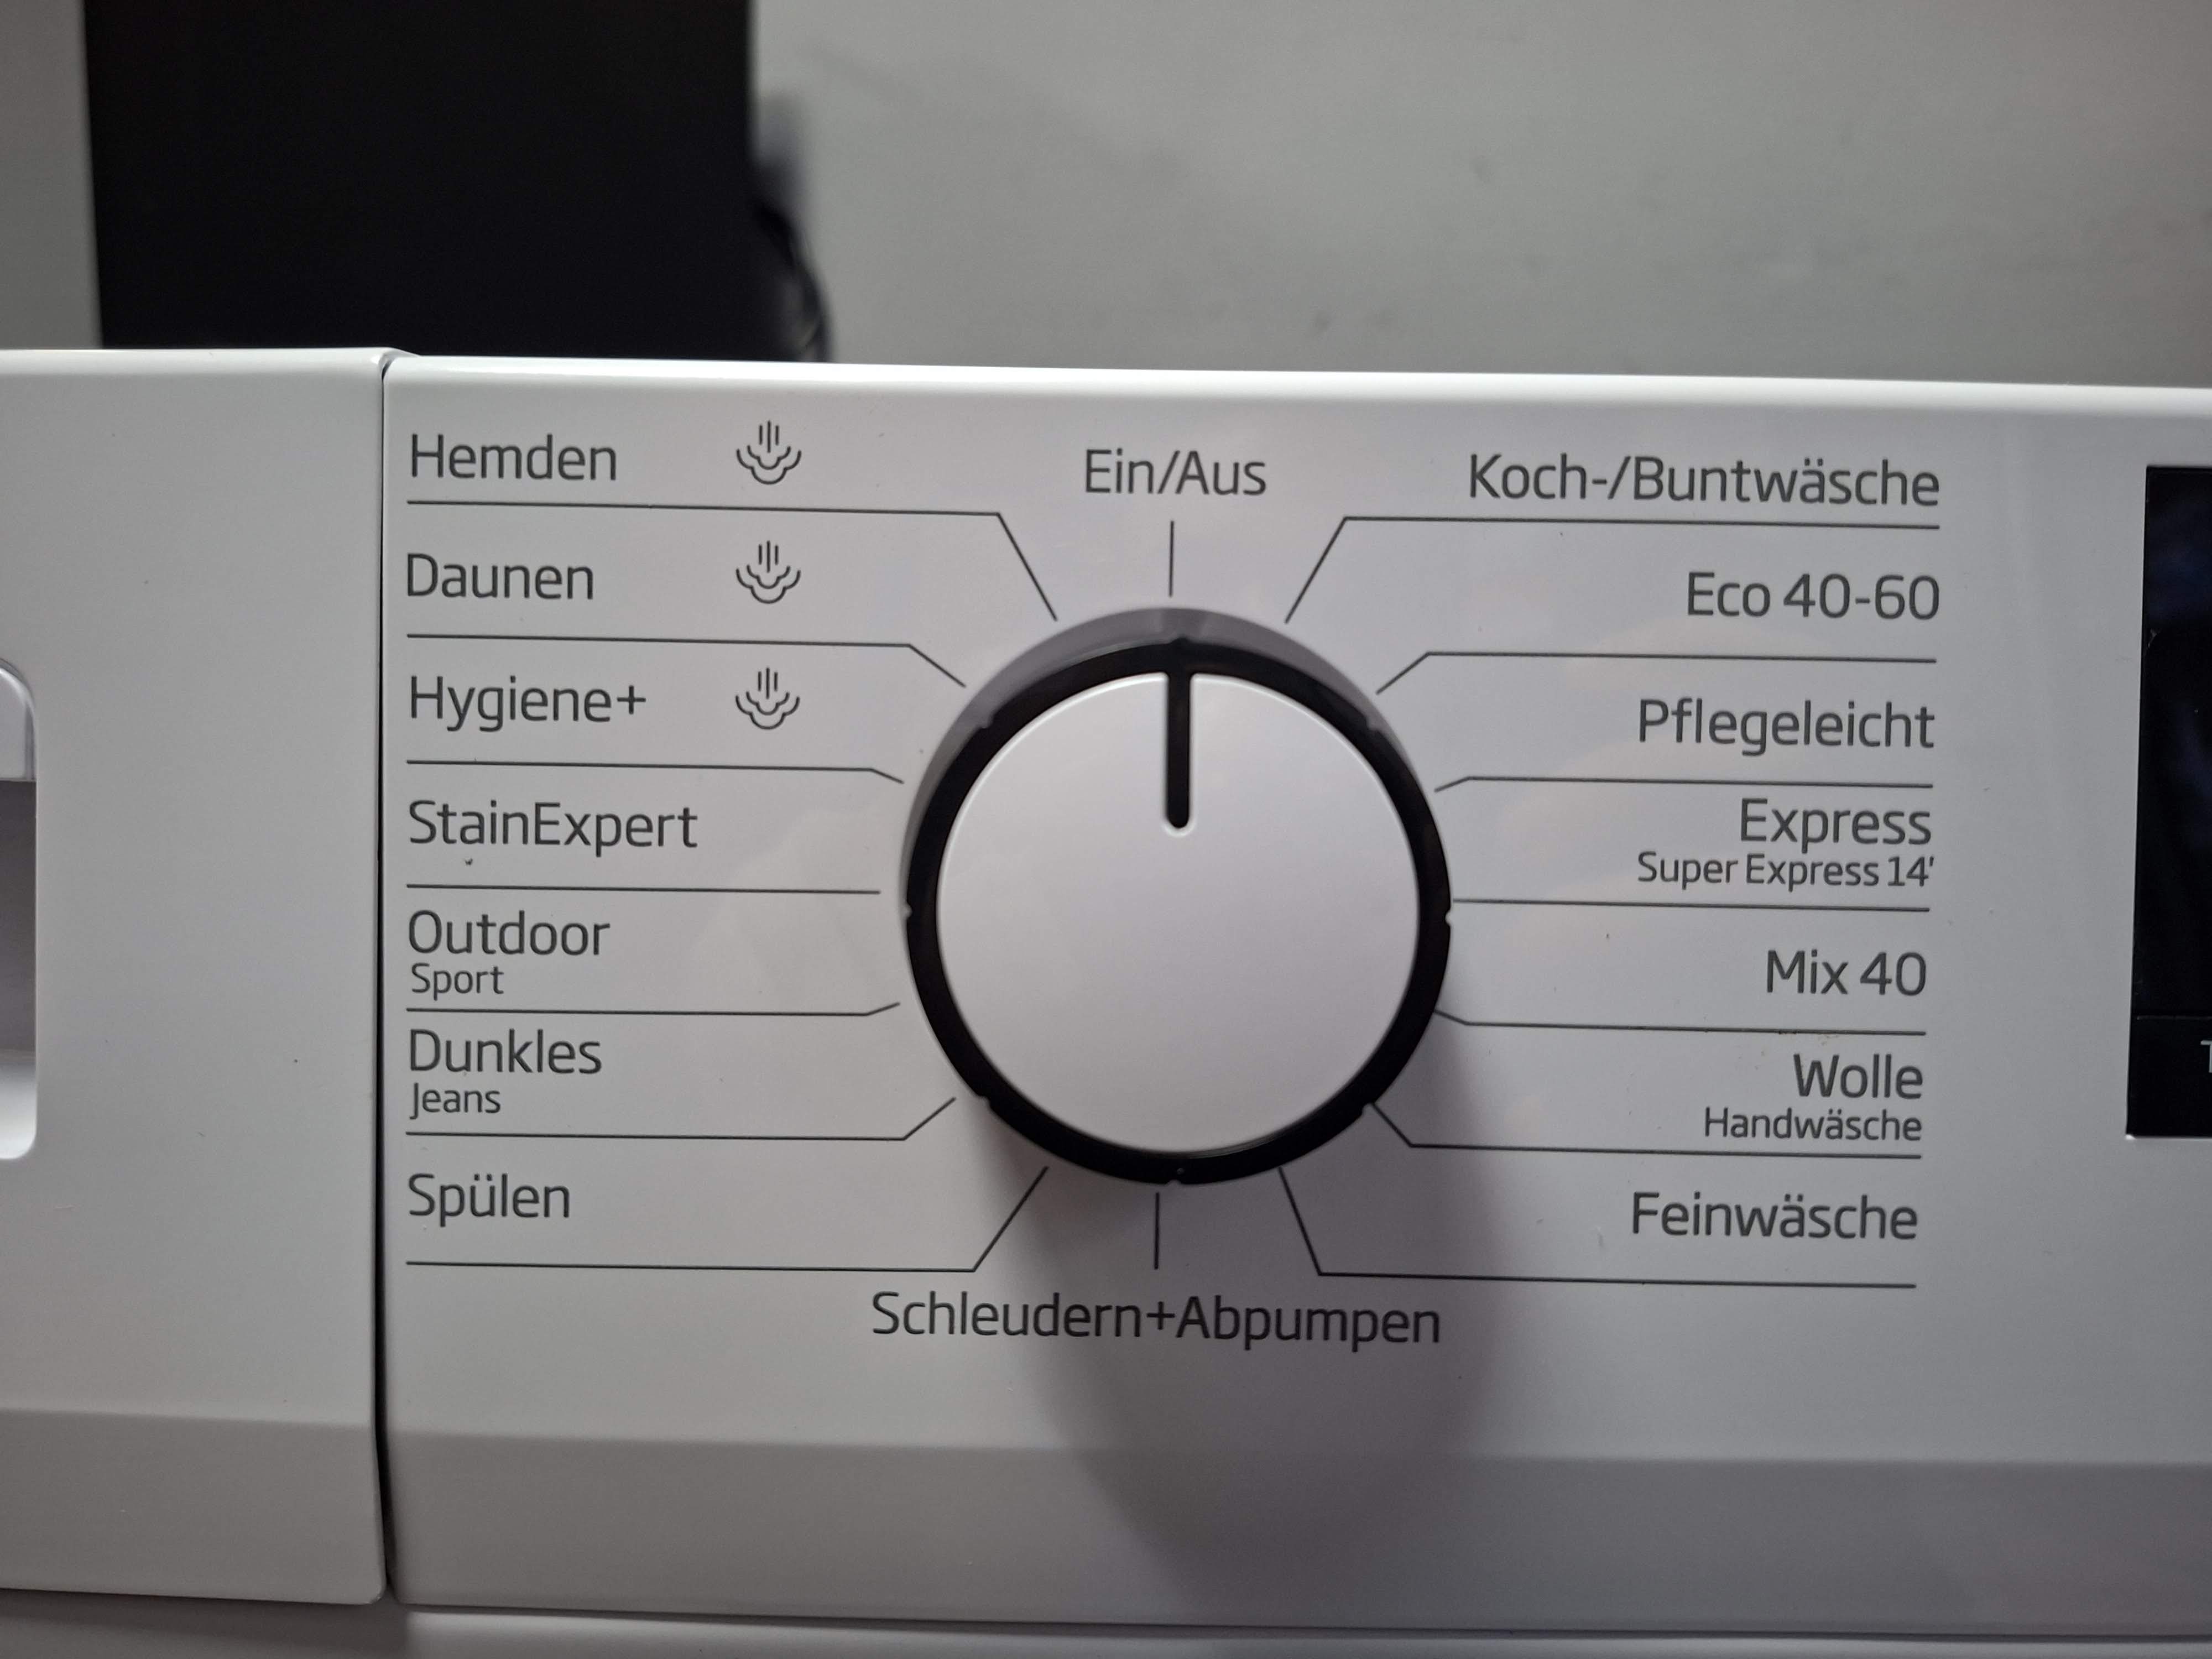 Hemden
Daunen
Hygiene+
StainExpert
Outdoor
Sport
Dunkles
Jeans
Spülen
Ein/Aus
Schleudern+Abpumpen
Koch-/Buntwäsche
Eco 40-60
Pflegeleicht
Express
Super Express 14'
Mix 40
Wolle
Handwäsche
Feinwäsche